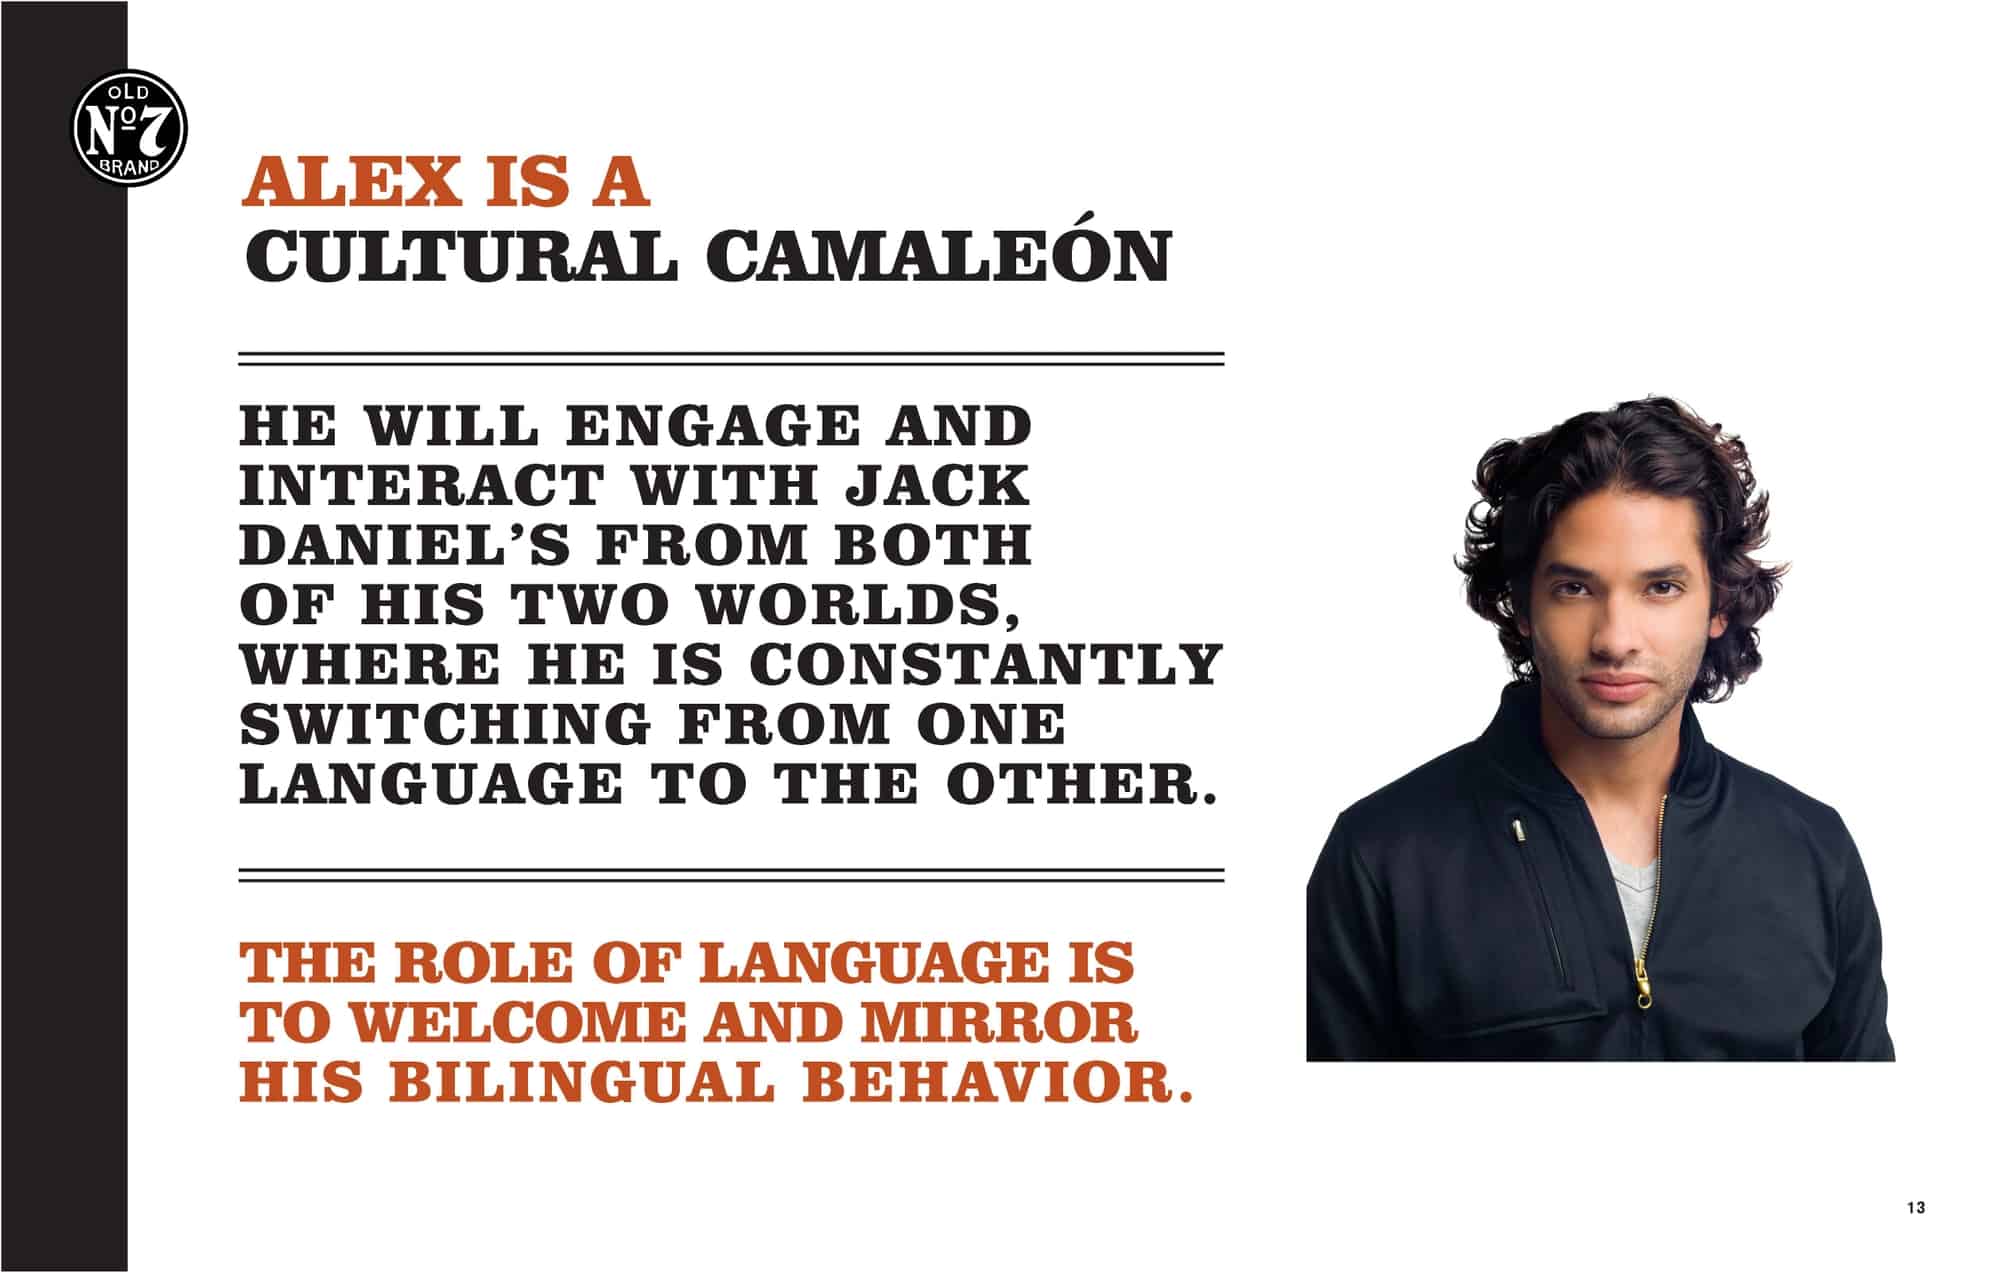 OLD
Nº7
BRAND
ALEX IS A
CULTURAL CAMALEÓN
HE WILL ENGAGE AND
INTERACT WITH JACK
DANIEL’S FROM BOTH
OF HIS TWO WORLDS,
WHERE HE IS CONSTANTLY
SWITCHING FROM ONE
LANGUAGE TO THE OTHER.
THE ROLE OF LANGUAGE IS
TO WELCOME AND MIRROR
HIS BILINGUAL BEHAVIOR.
13